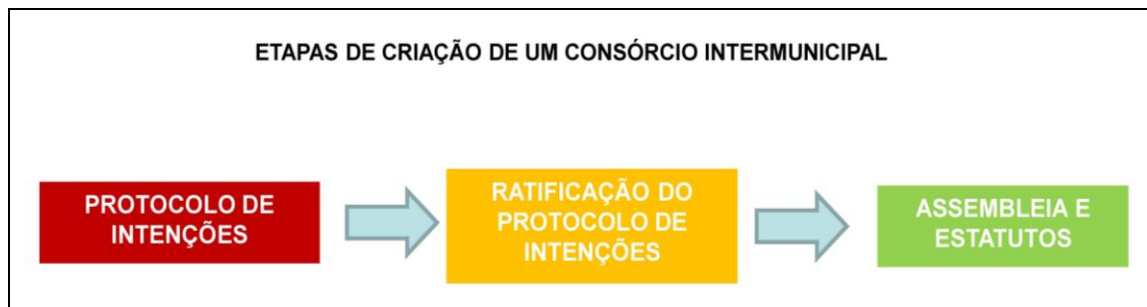 ETAPAS DE CRIAÇÃO DE UM CONSÓRCIO INTERMUNICIPAL
PROTOCOLO DE
INTENÇÕES
RATIFICAÇÃO DO
PROTOCOLO DE
INTENÇÕES
ASSEMBLEIA E
ESTATUTOS